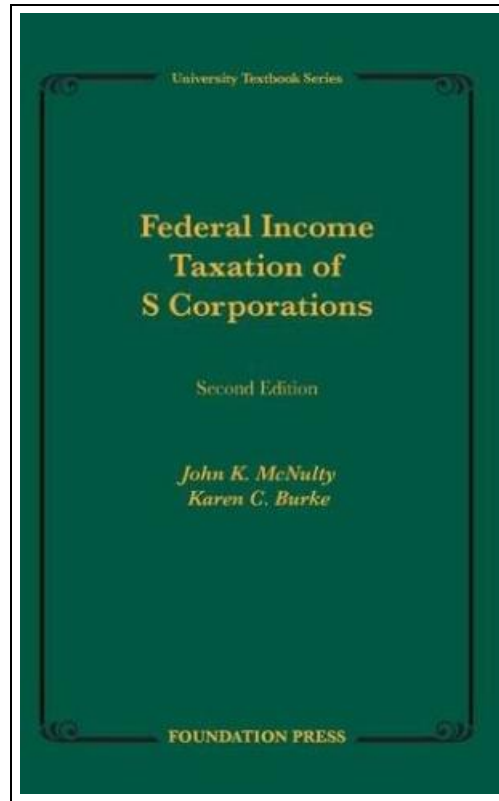 University Textbook Series
Federal Income
Taxation of
S Corporations
Second Edition
John K. McNulty
Karen C. Burke
FOUNDATION PRESS